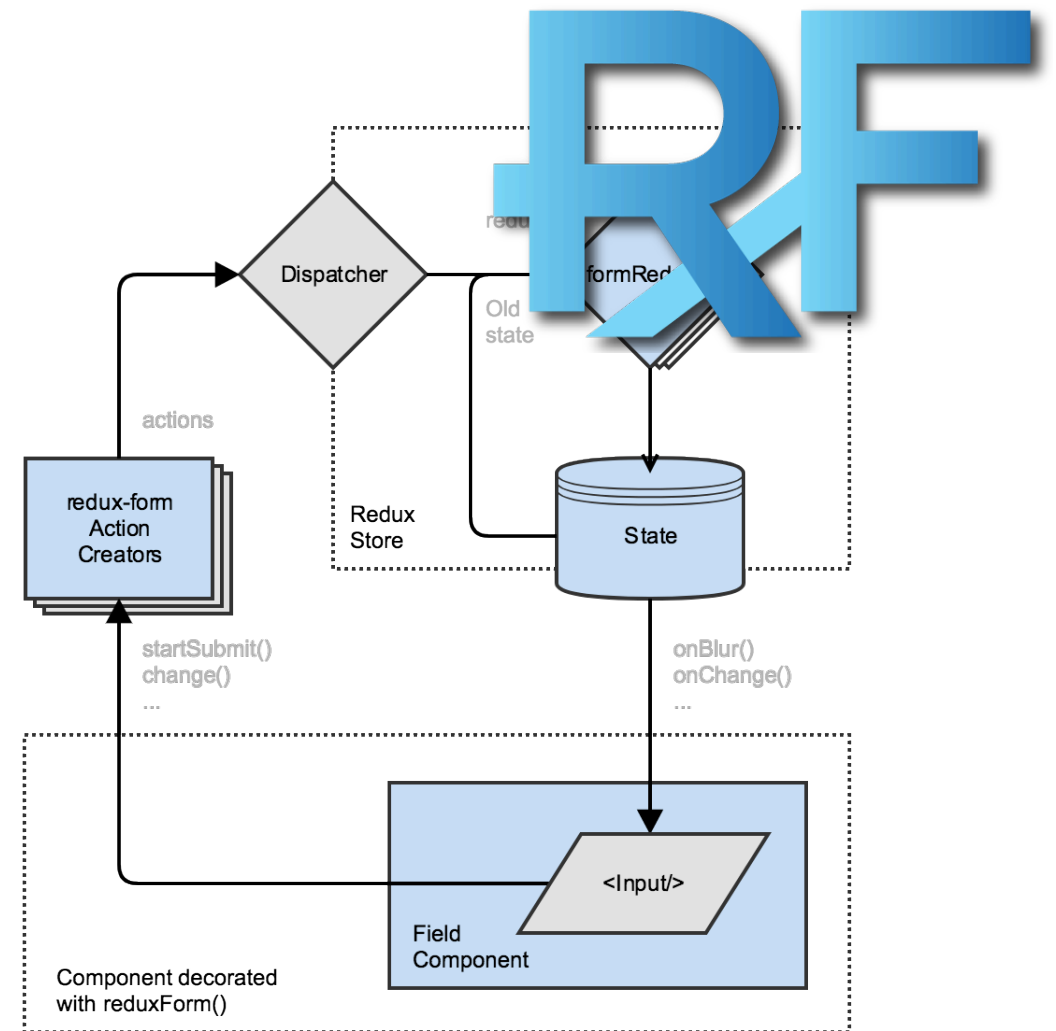 RF
Dispatcher
Old
state
actions
redux-form
Action
Creators
Redux
Store
State
startSubmit()
change()
...
onBlur()
onChange()
...
<Input/>
Field
Component
Component decorated
with reduxForm()